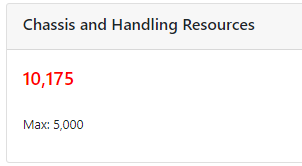 Chassis and Handling Resources
10,175
Max: 5,000